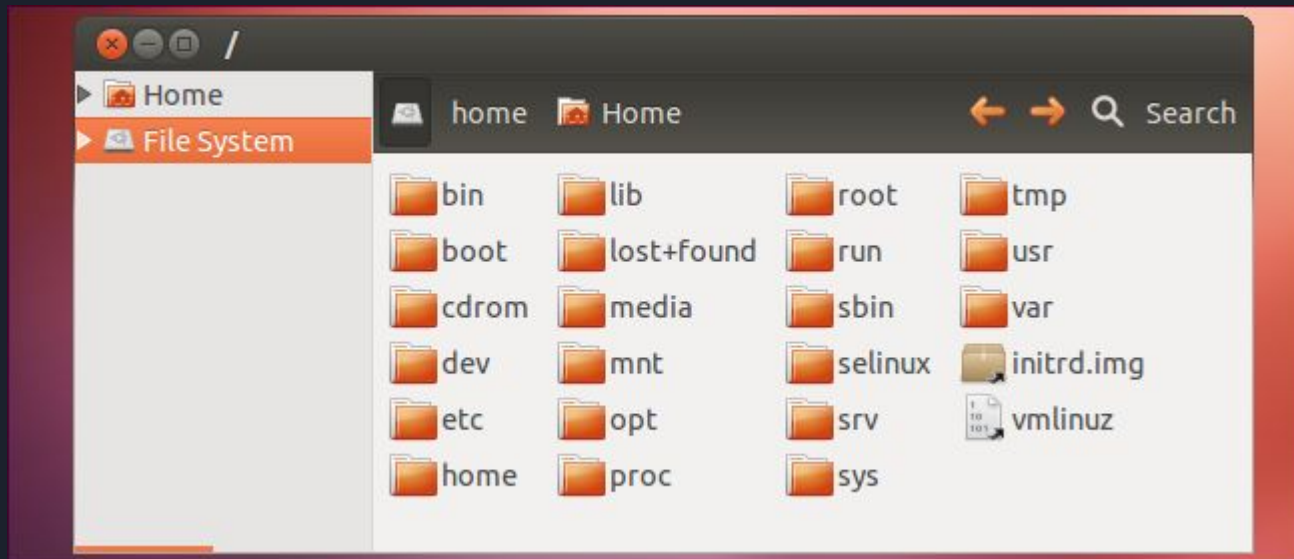 /
Home
File System
home Home Search
bin lib root tmp
boot lost+found run usr
cdrom media sbin var
dev mnt selinux initrd.img
etc opt srv vmlinuz
home proc sys